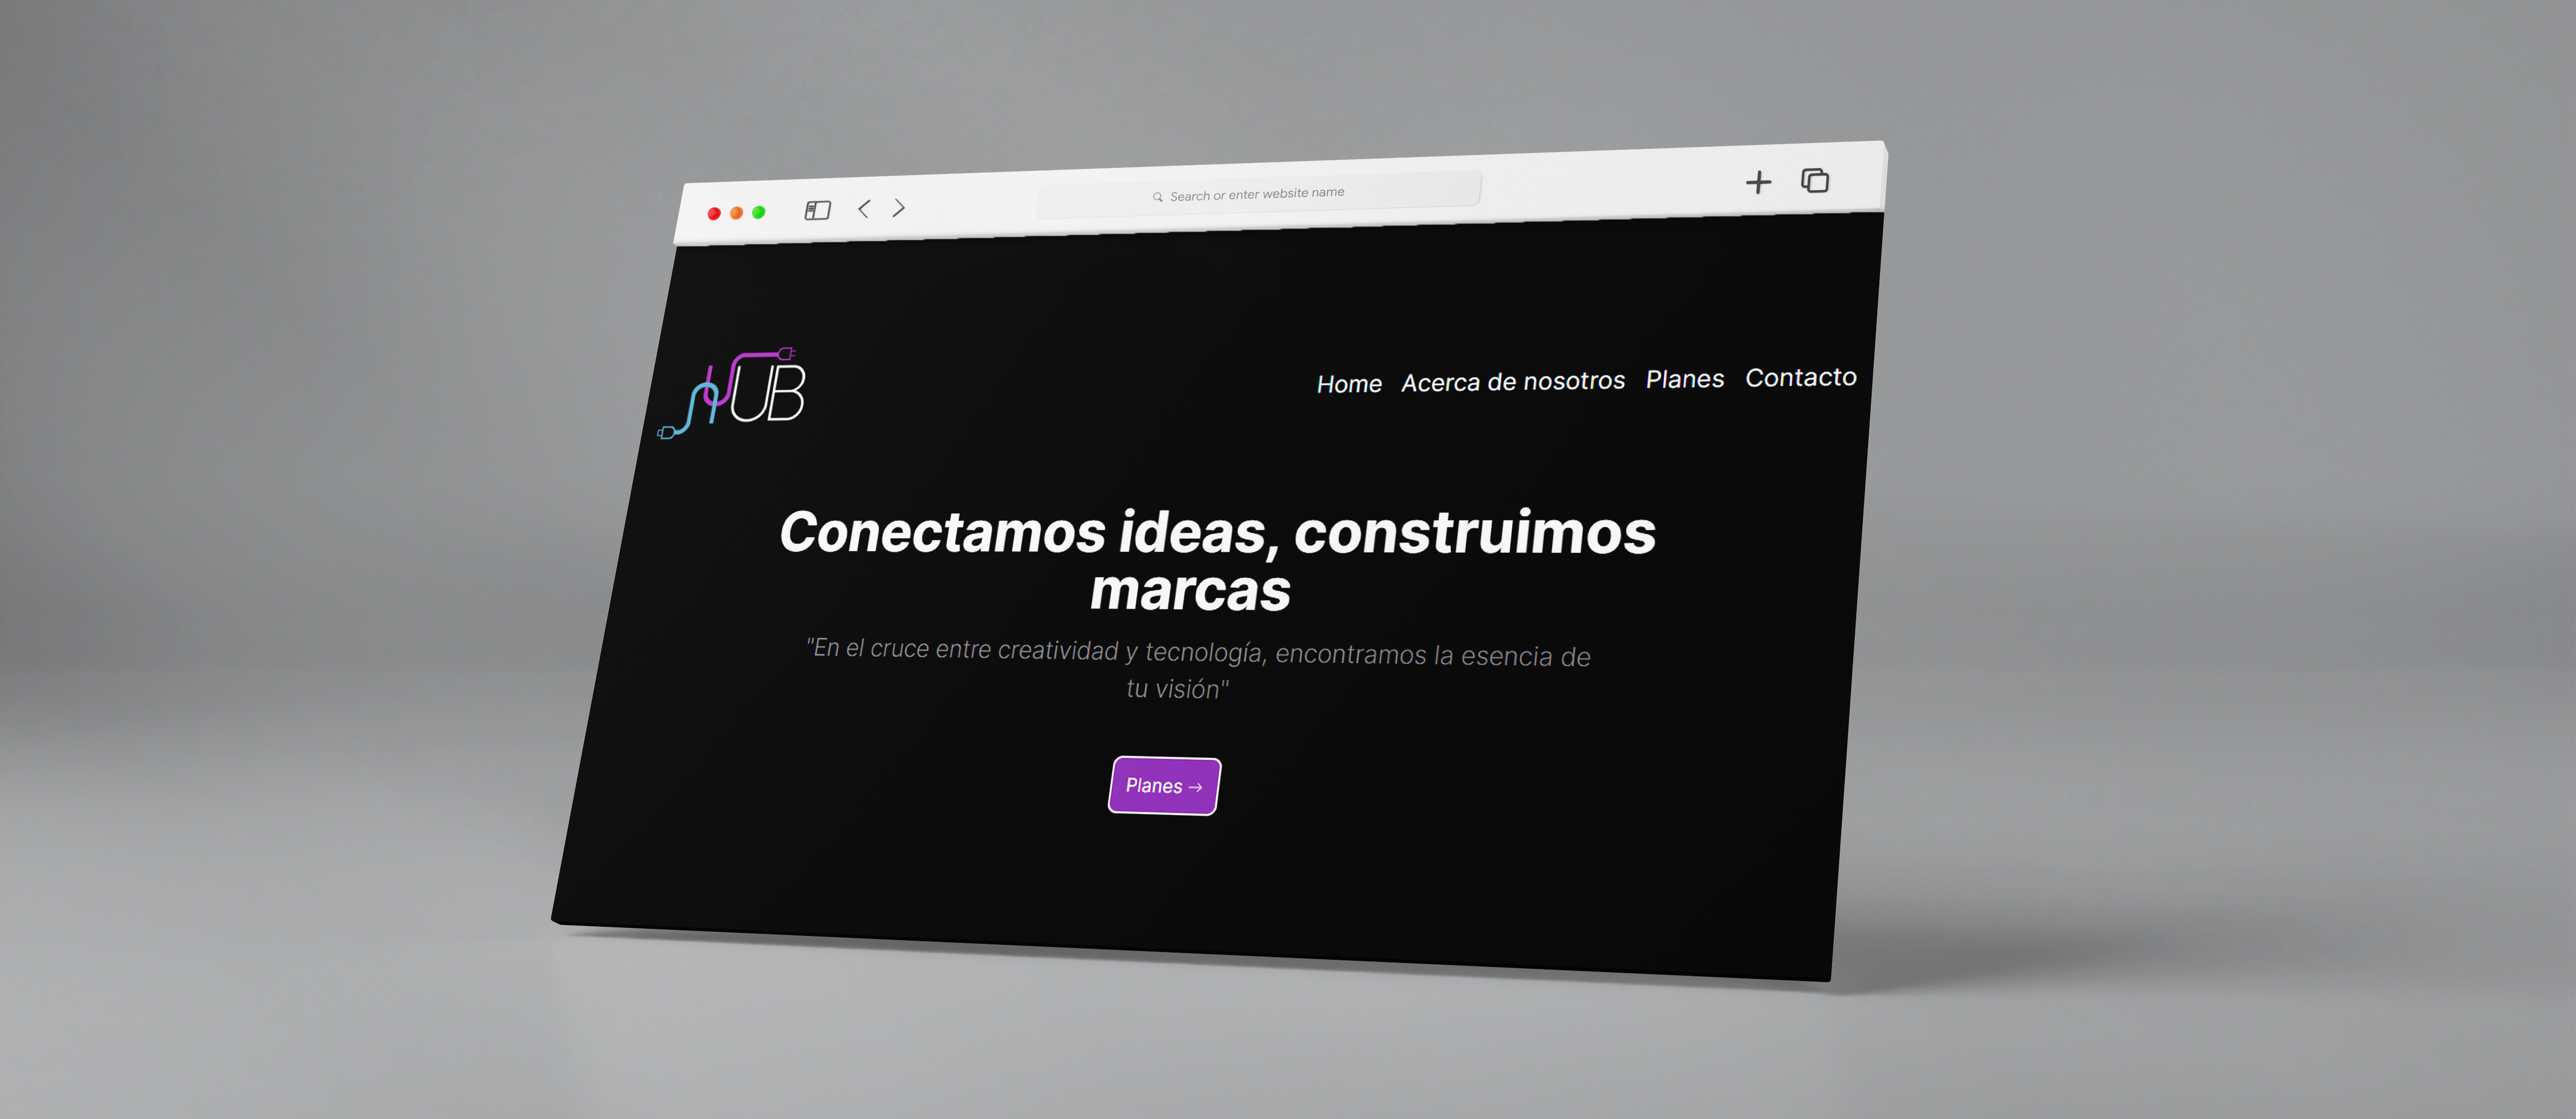 Search or enter website name
HUB
Home Acerca de nosotros Planes Contacto
Conectamos ideas, construimos
marcas
"En el cruce entre creatividad y tecnología, encontramos la esencia de
tu visión"
Planes →